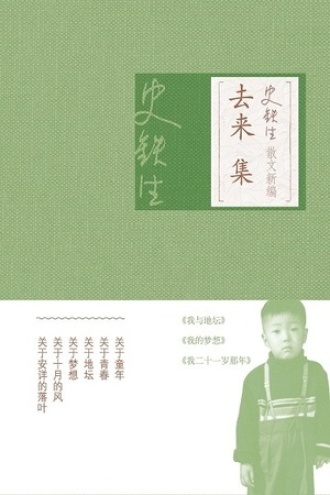 史铁生
去来集
史铁生
散文新编
《我与地坛》
《我的梦想》
《我二十一岁那年》
关于童年
关于青春
关于地坛
关于梦想
关于十月的风
关于安详的落叶